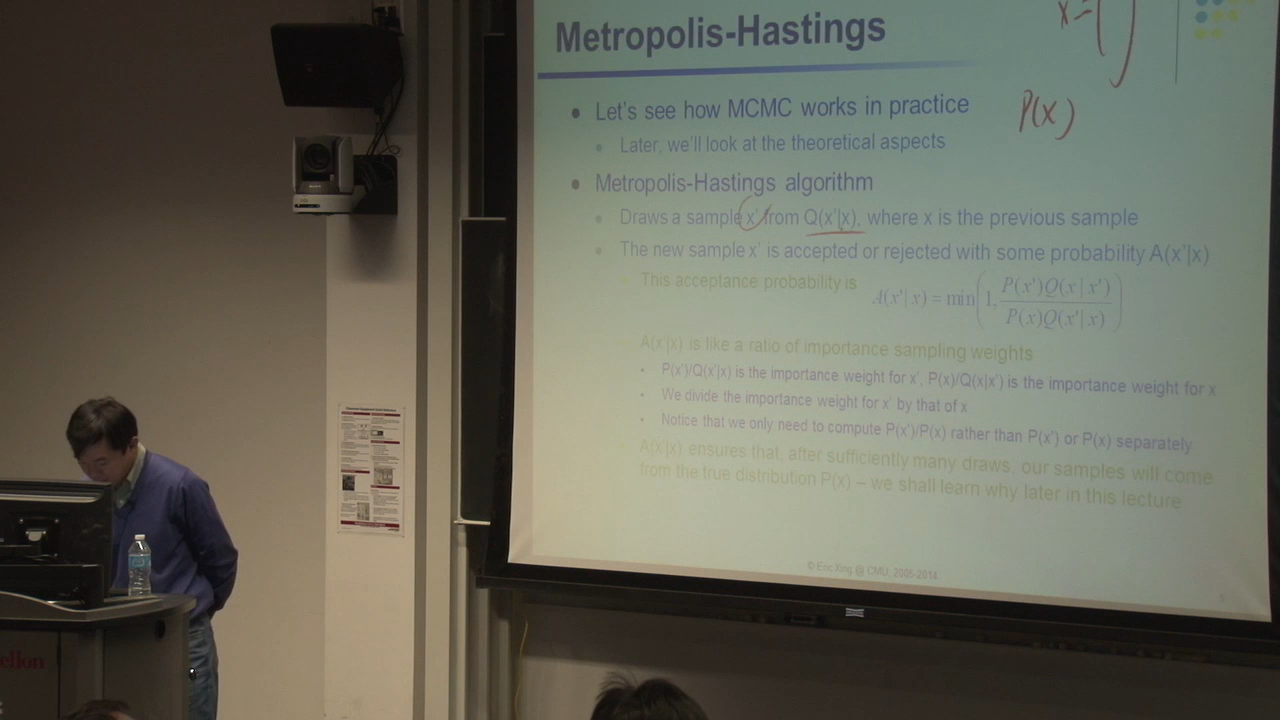 Metropolis-Hastings
x=(
P(x)
• Let's see how MCMC works in practice
• Later, we'll look at the theoretical aspects
• Metropolis-Hastings algorithm
• Draws a sample x' from Q(x'|x), where x is the previous sample
• The new sample x' is accepted or rejected with some probability A(x'|x)
• This acceptance probability is
A(x'|x) = min(1, P(x')Q(x|x') / P(x)Q(x'|x))
A(x'|x) is like a ratio of importance sampling weights
• P(x')/Q(x'|x) is the importance weight for x', P(x)/Q(x|x') is the importance weight for x
• We divide the importance weight for x' by that of x
• Notice that we only need to compute P(x')/P(x) rather than P(x') or P(x) separately
A(x'|x) ensures that, after sufficiently many draws, our samples will come
from the true distribution P(x) – we shall learn why later in this lecture
© Eric Xing @ CMU, 2005-2014
ellon